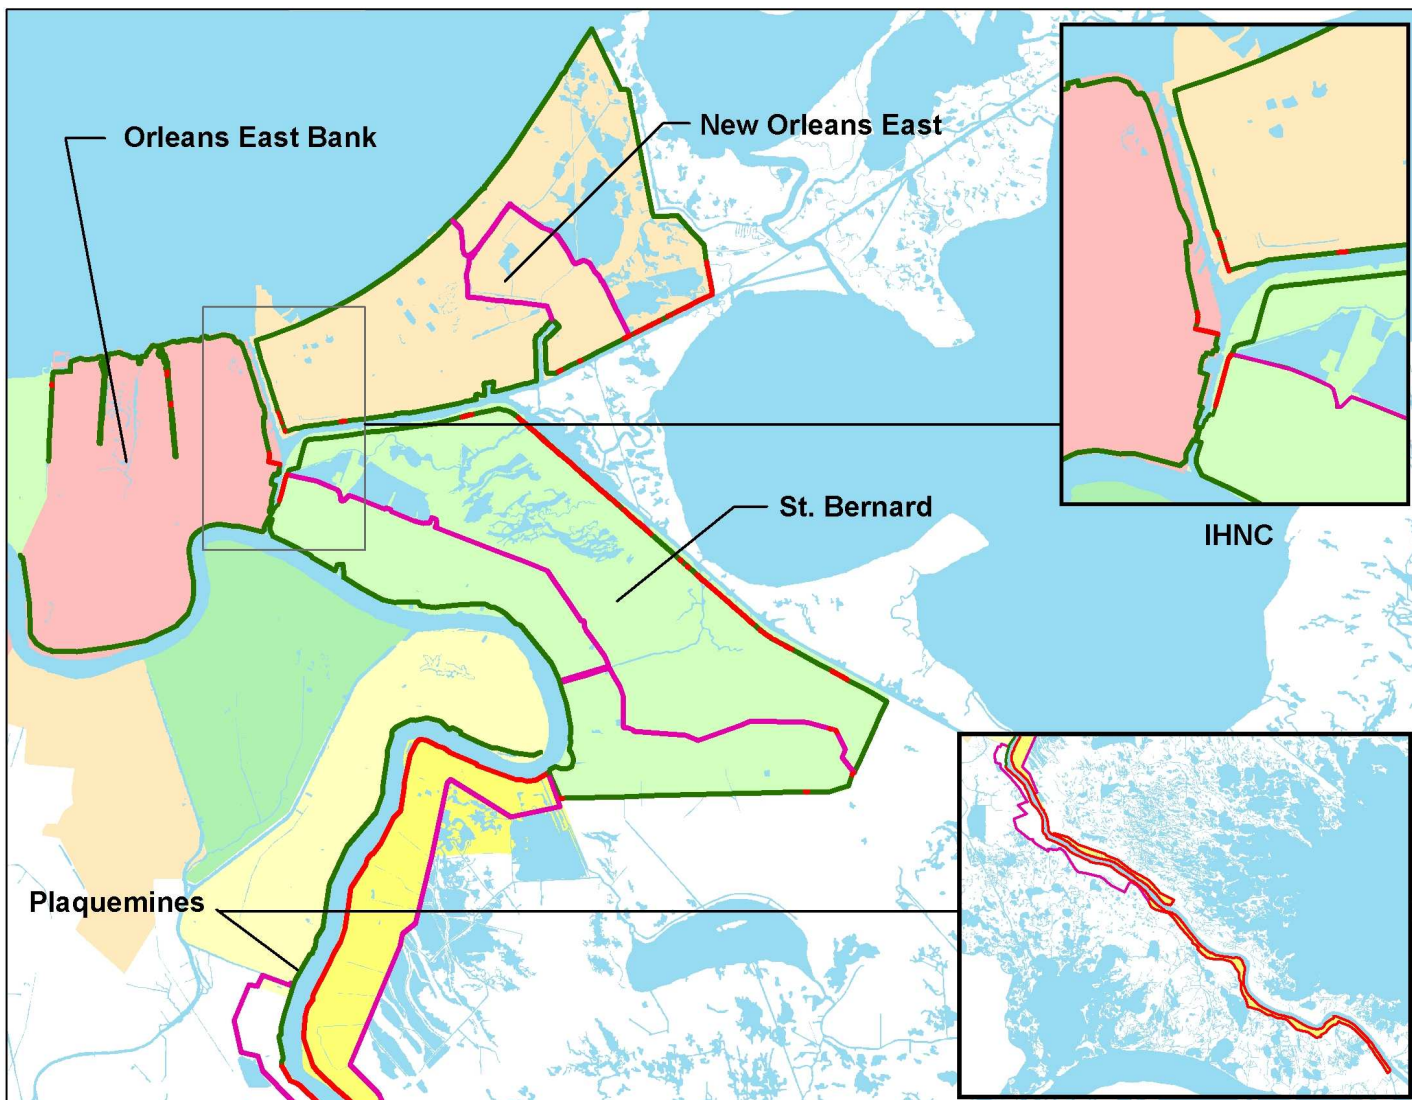 New Orleans East
Orleans East Bank
St. Bernard
IHNC
Plaquemines